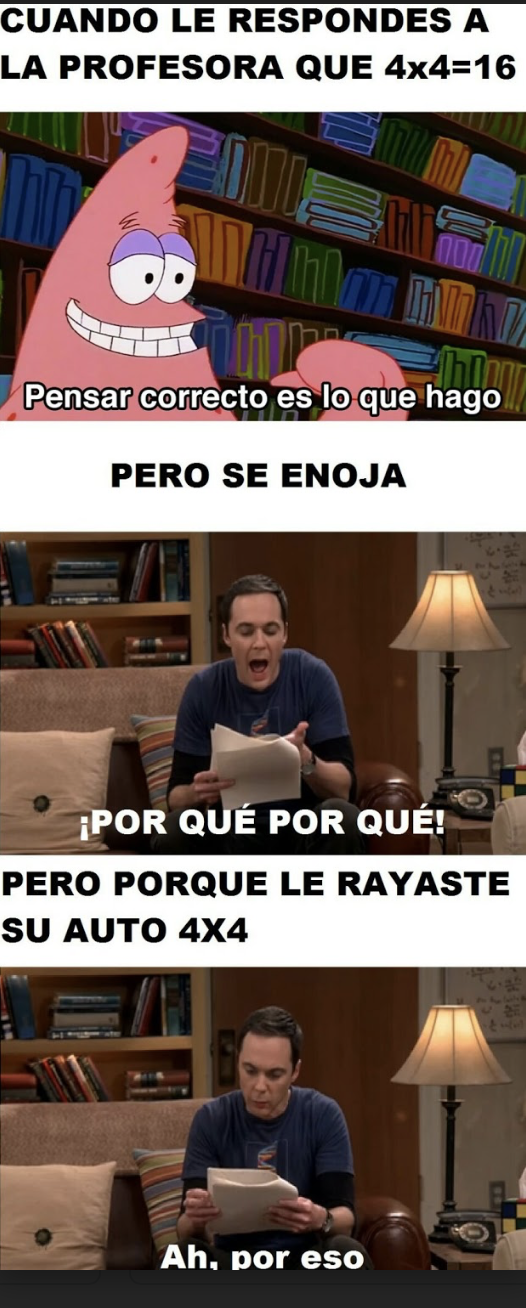 CUANDO LE RESPONDES A
LA PROFESORA QUE 4x4=16
Pensar correcto es lo que hago
PERO SE ENOJA
¡POR QUÉ POR QUÉ!
PERO PORQUE LE RAYASTE
SU AUTO 4X4
Ah, por eso